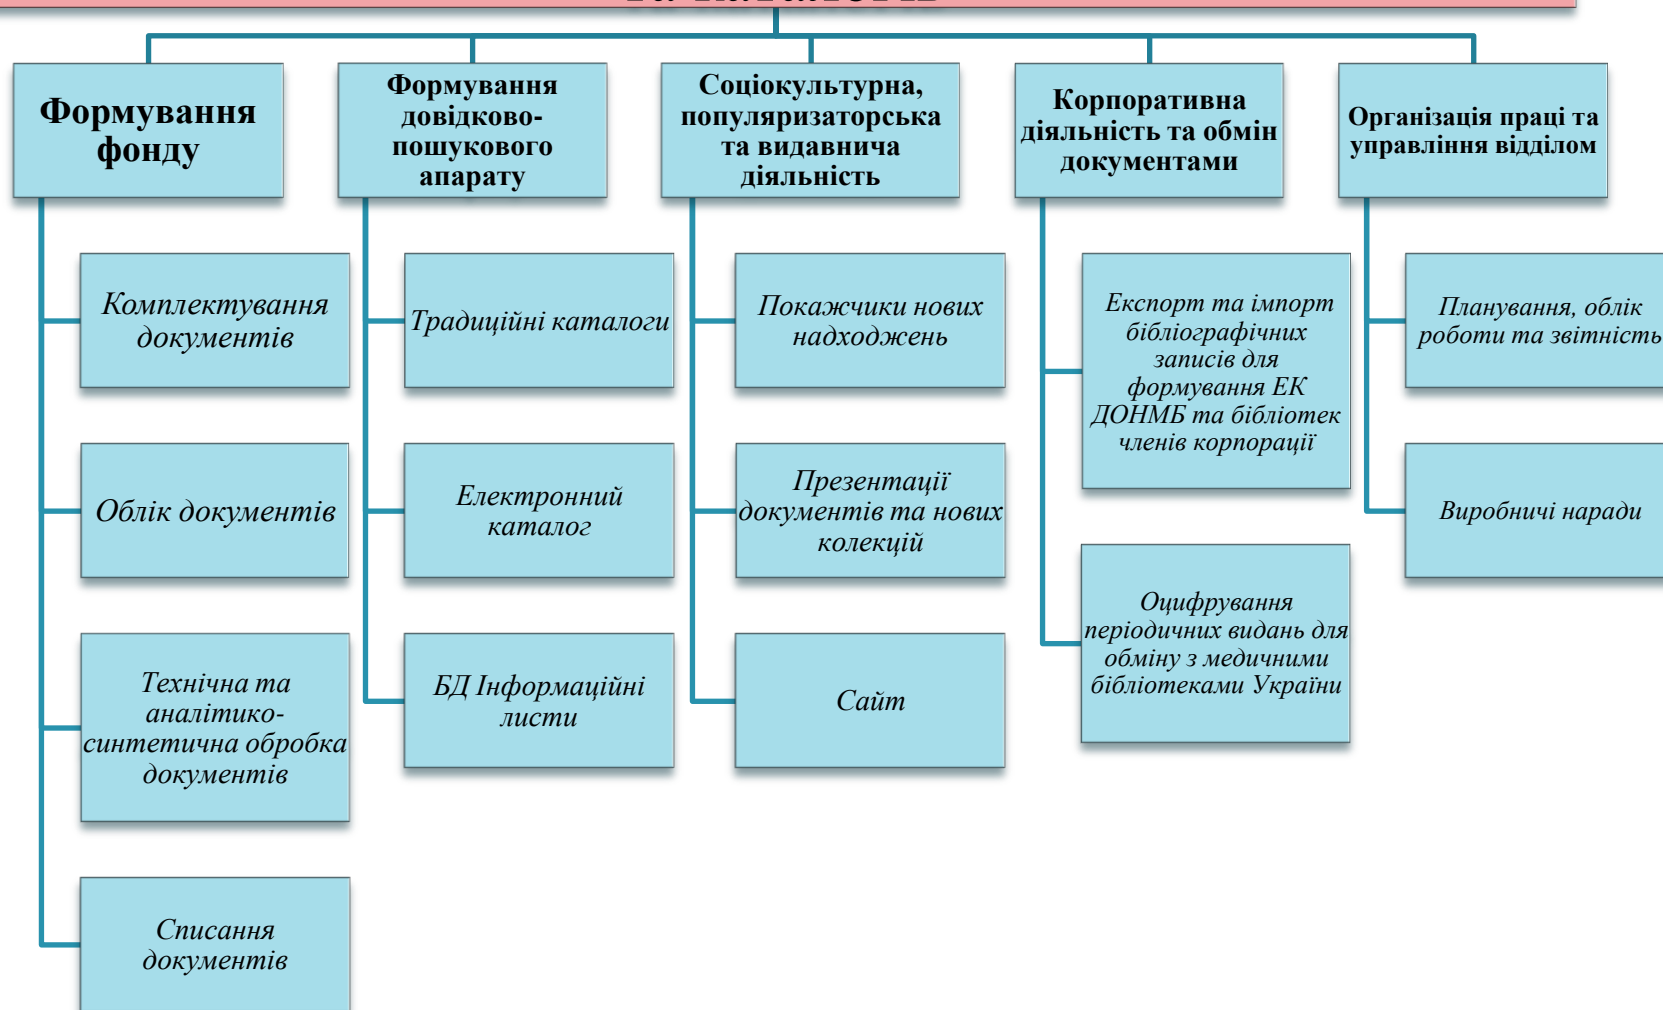 Формування
фонду
Комплектування
документів
Облік документів
Технічна та
аналітико-
синтетична обробка
документів
Списання
документів
Формування
довідково-
пошукового
апарату
Традиційні каталоги
Електронний
каталог
БД Інформаційні
листи
Соціокультурна,
популяризаторська
та видавнича
діяльність
Покажчики нових
надходжень
Презентації
документів та нових
колекцій
Сайт
Корпоративна
діяльність та обмін
документами
Експорт та імпорт
бібліографічних
записів для
формування ЕК
ДОНМБ та бібліотек
членів корпорації
Оцифрування
періодичних видань для
обміну з медичними
бібліотеками України
Організація праці та
управління відділом
Планування, облік
роботи та звітність
Виробничі наради